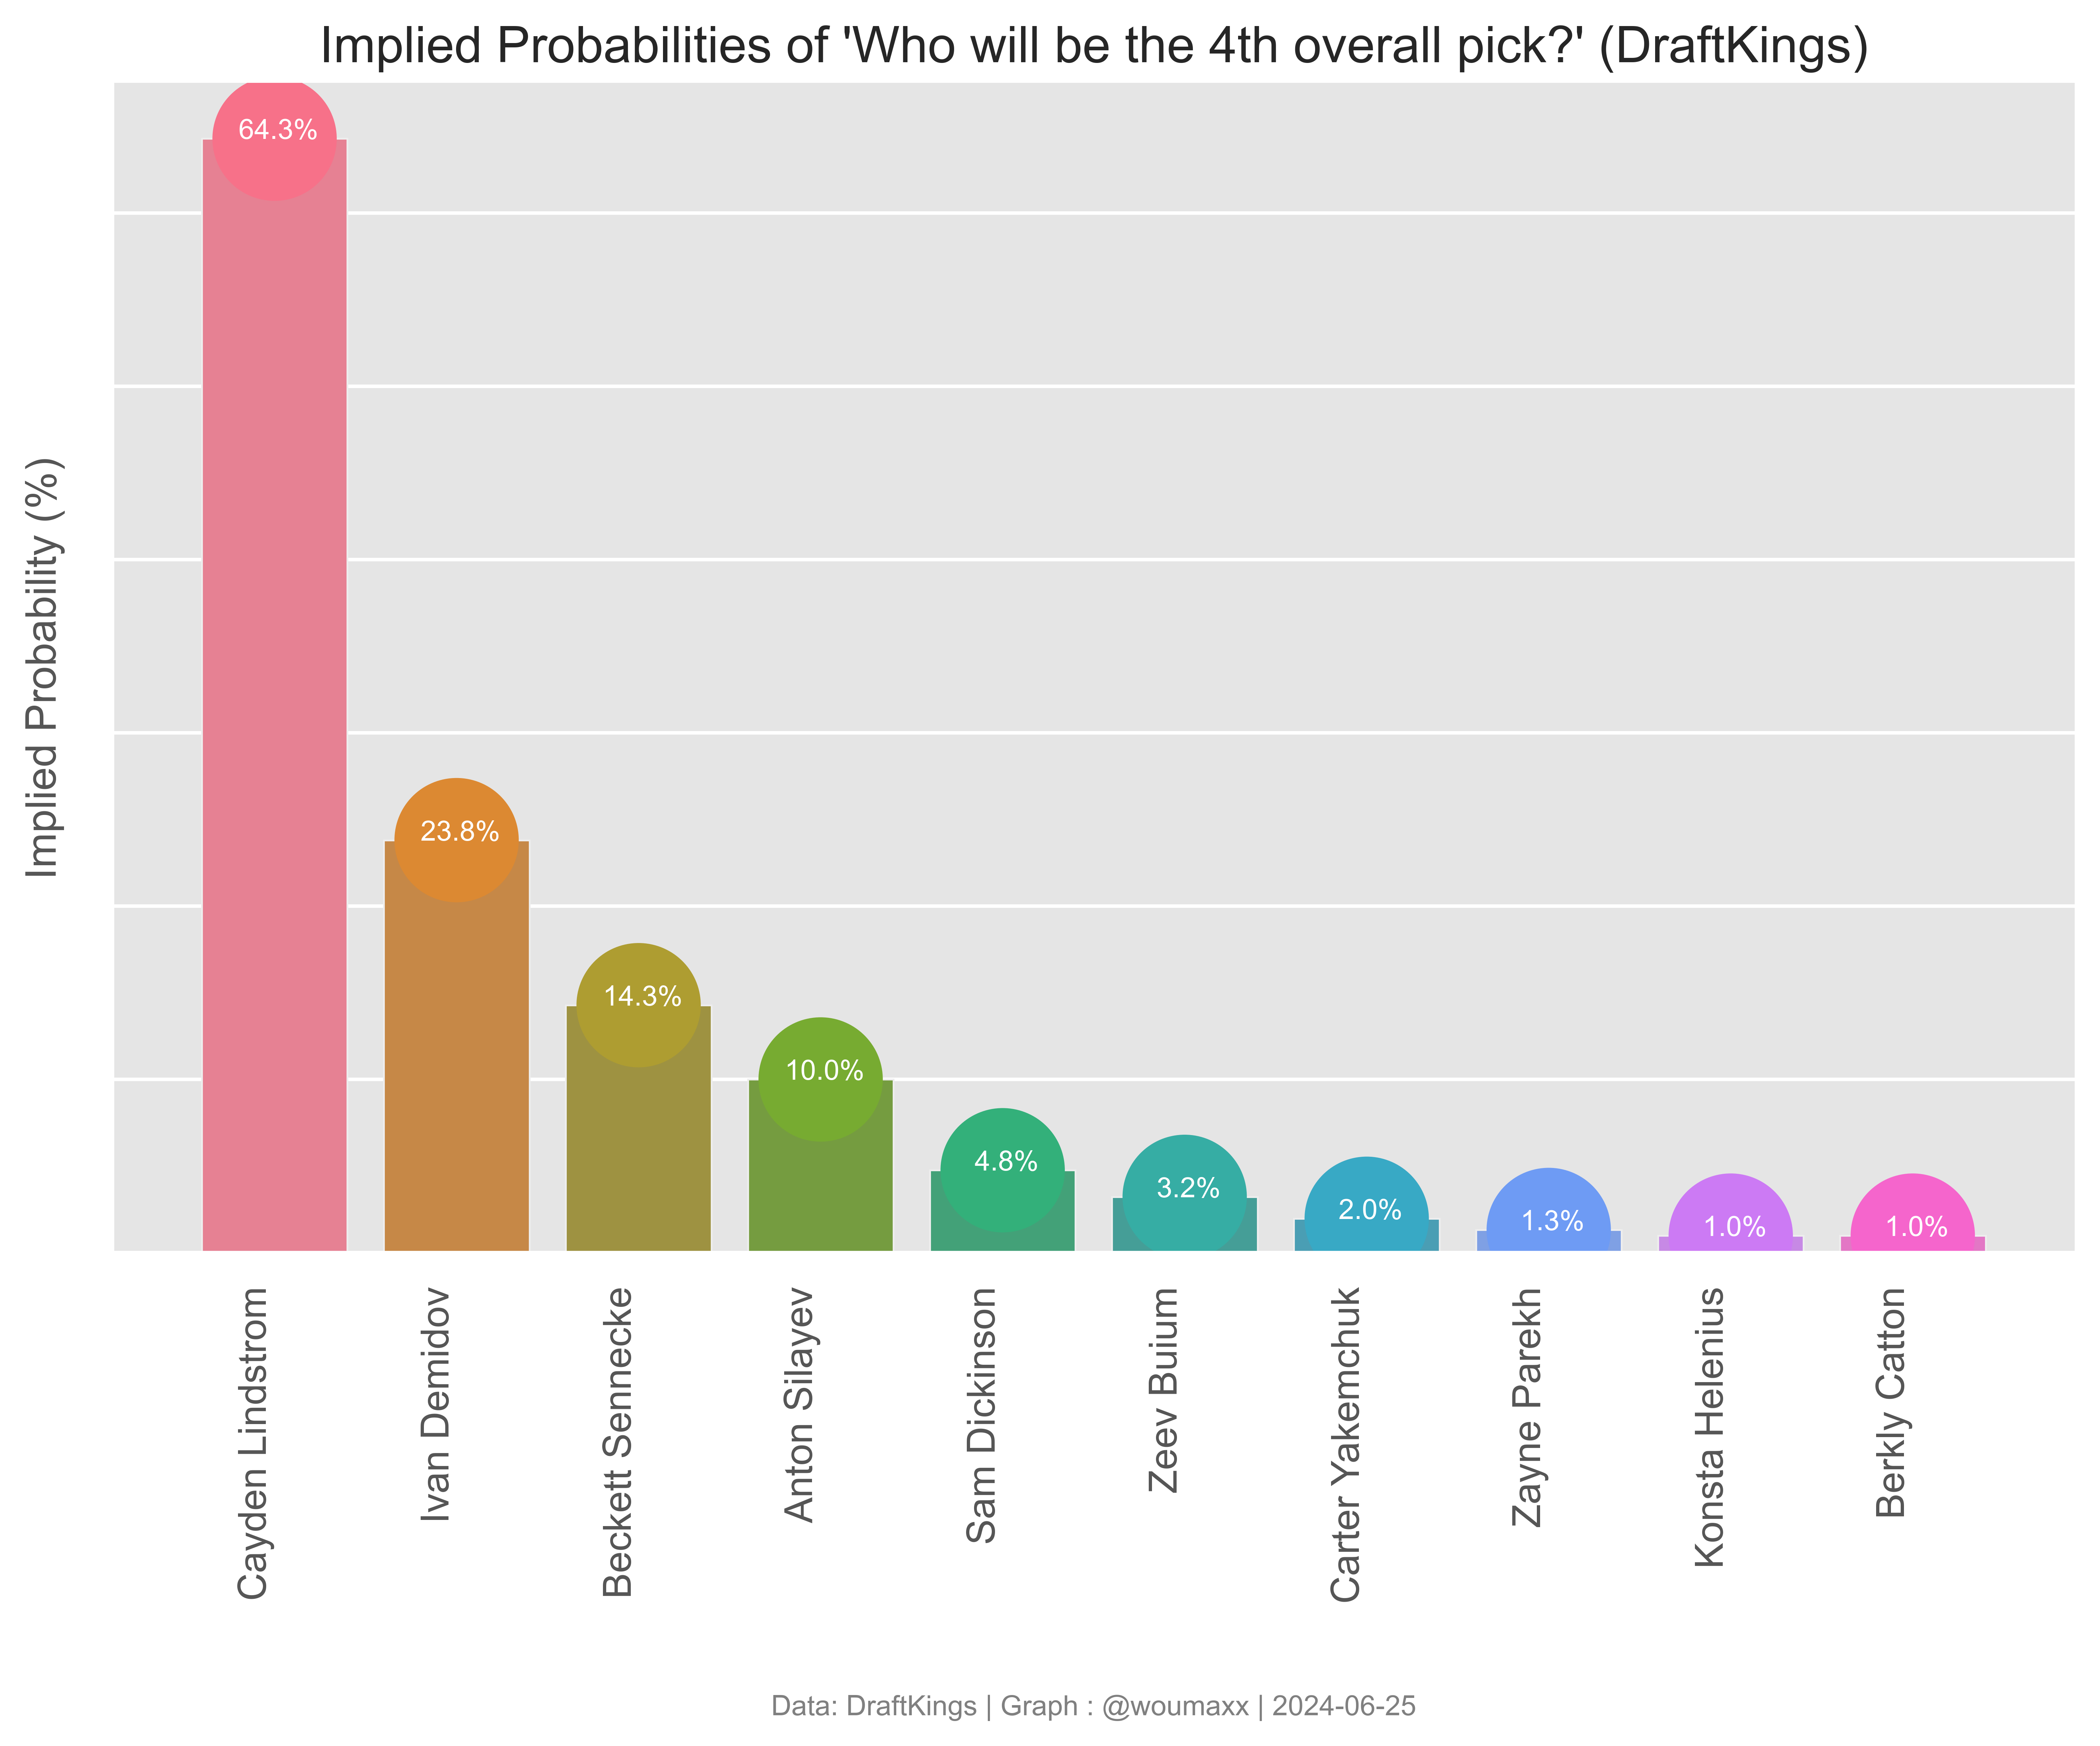 Implied Probabilities of 'Who will be the 4th overall pick?' (DraftKings)
Implied Probability (%)
64.3%
23.8%
14.3%
10.0%
4.8%
3.2%
2.0%
1.3%
1.0%
1.0%
Cayden Lindstrom
Ivan Demidov
Beckett Sennecke
Anton Silayev
Sam Dickinson
Zeev Buium
Carter Yakemchuk
Zayne Parekh
Konsta Helenius
Berkly Catton
Data: DraftKings | Graph : @woumaxx | 2024-06-25